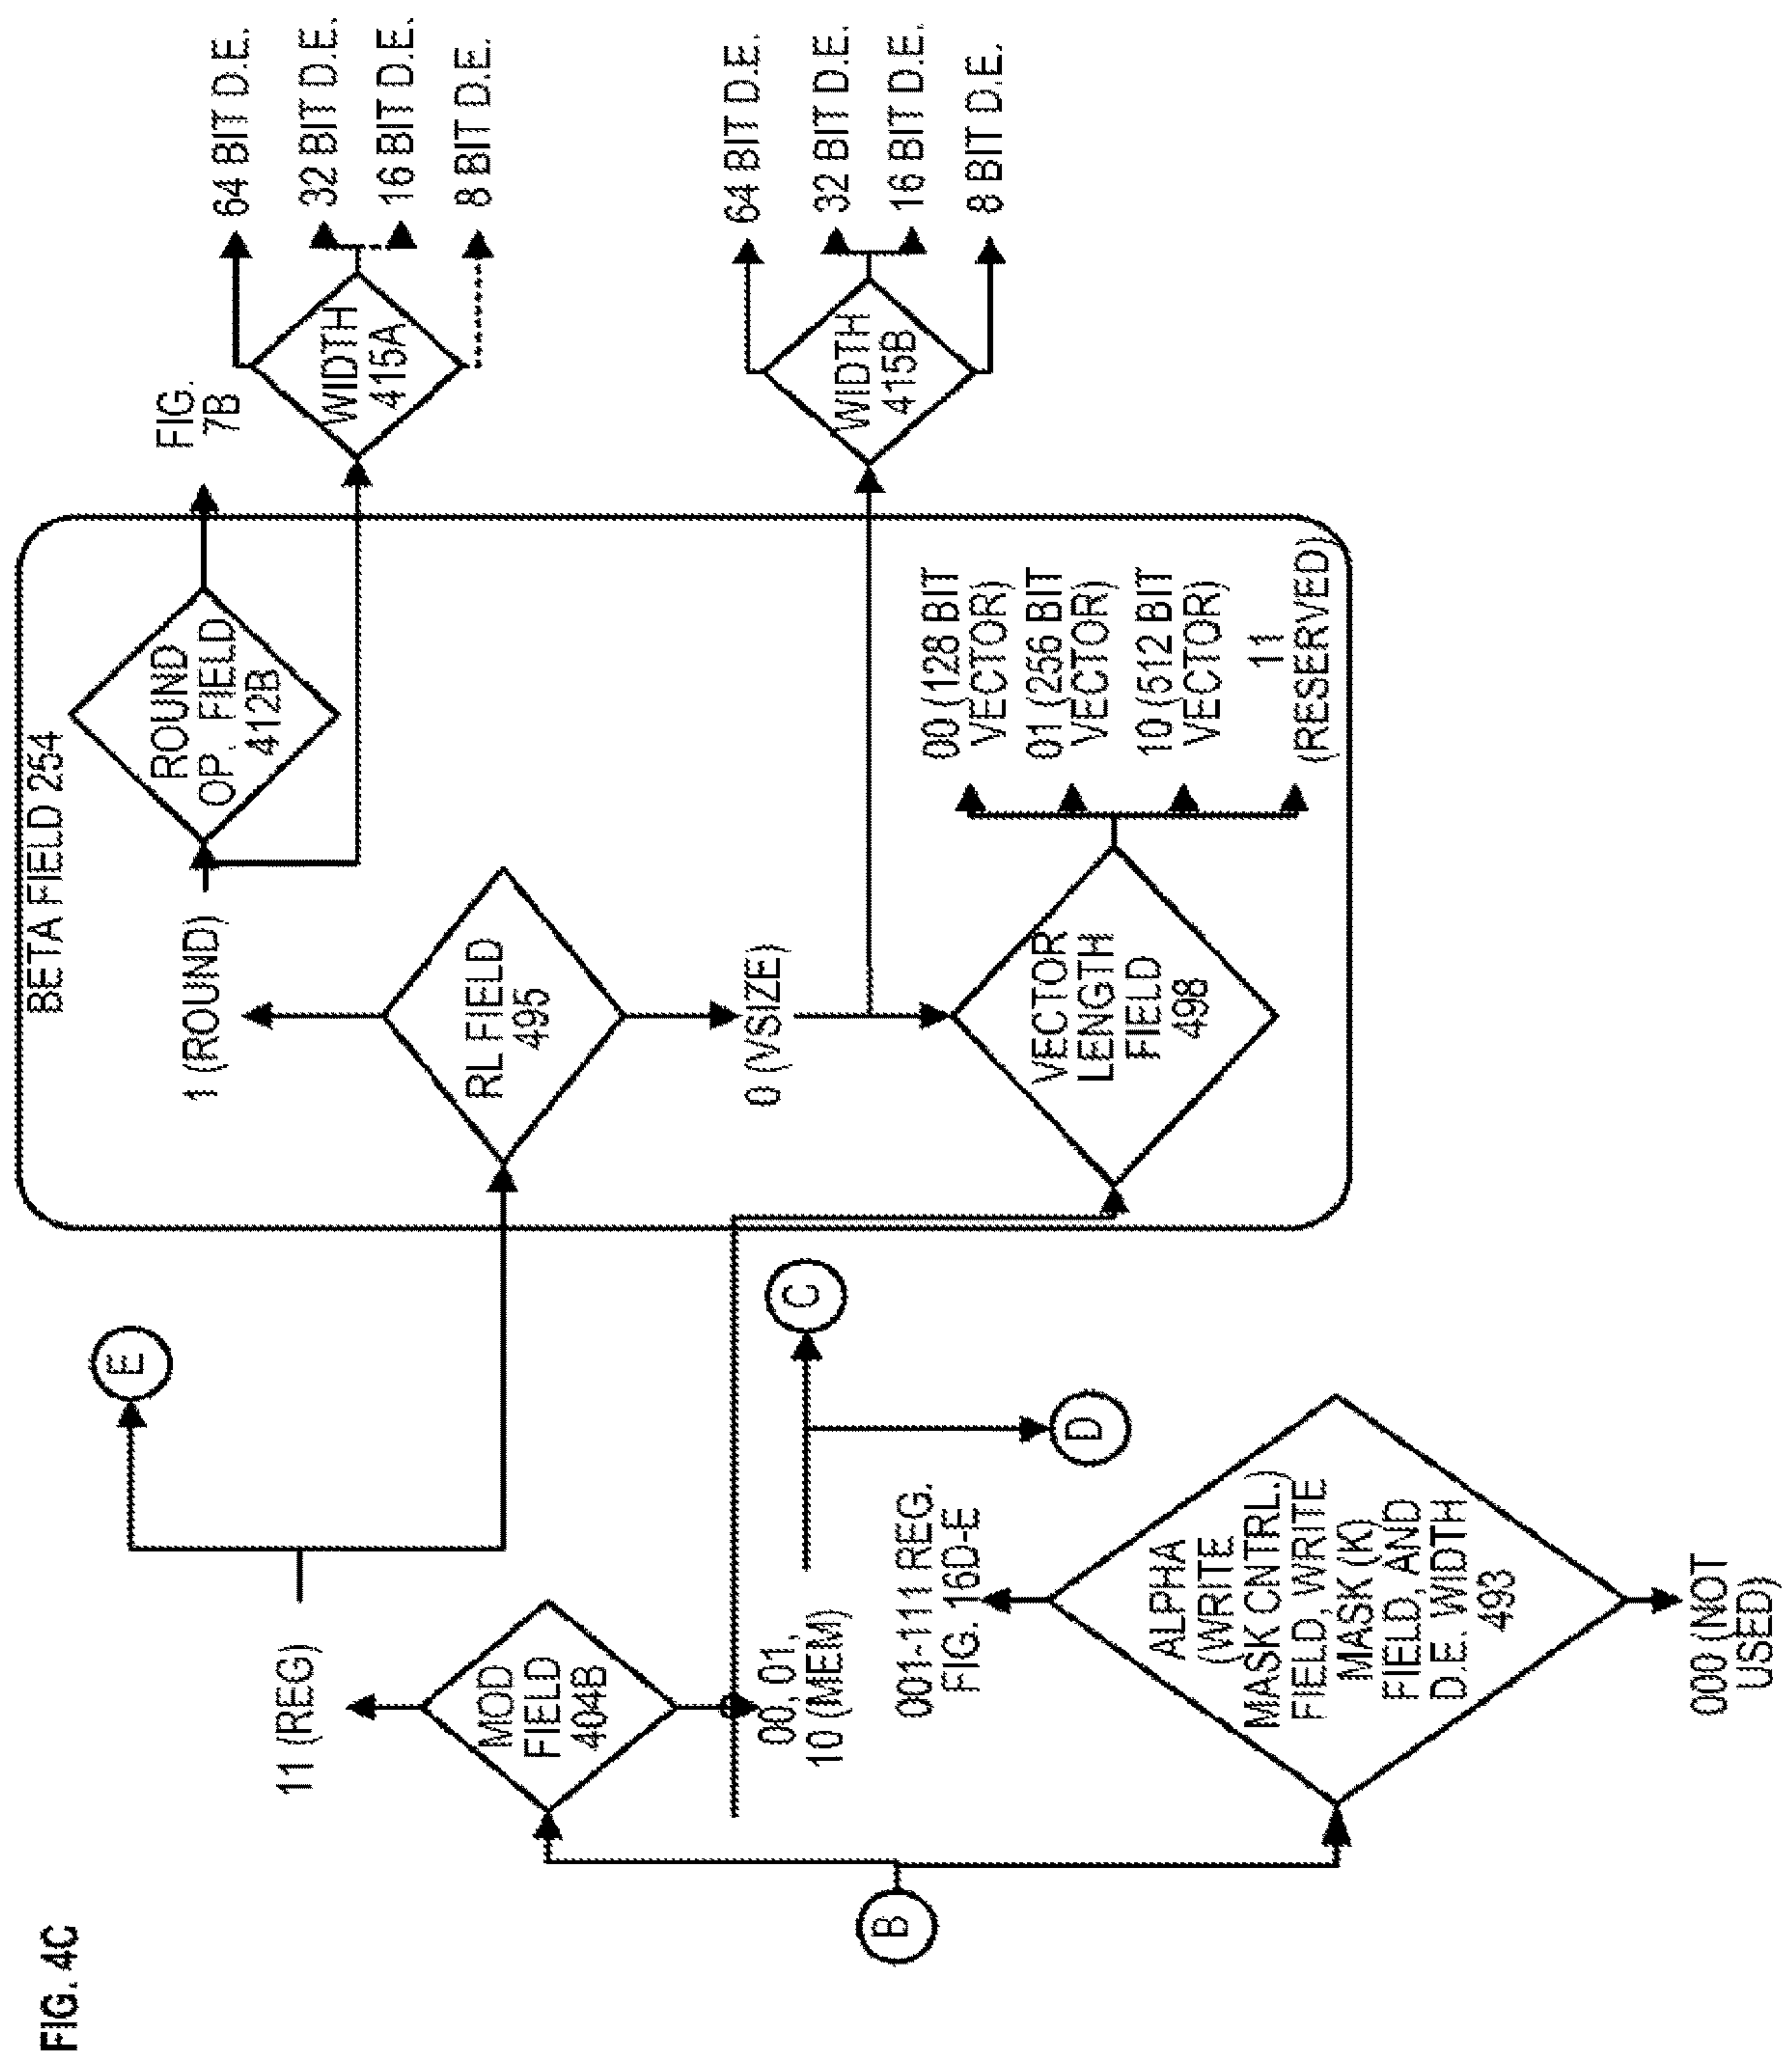 FIG. 4C
B
MOD
FIELD
404B
11 (REG)
00, 01,
10 (MEM)
E
C
D
ALPHA
(WRITE
MASK CNTRL.)
FIELD, WRITE
MASK (K)
FIELD, AND
D.E. WIDTH
493
001-111 REG.
FIG. 16D-E
000 (NOT
USED)
BETA FIELD 254
1 (ROUND)
ROUND
OP. FIELD
412B
RL FIELD
495
0 (VSIZE)
VECTOR
LENGTH
FIELD
498
00 (128 BIT
VECTOR)
01 (256 BIT
VECTOR)
10 (512 BIT
VECTOR)
11
(RESERVED)
FIG.
7B
WIDTH
415A
64 BIT D.E.
32 BIT D.E.
16 BIT D.E.
8 BIT D.E.
WIDTH
415B
64 BIT D.E.
32 BIT D.E.
16 BIT D.E.
8 BIT D.E.